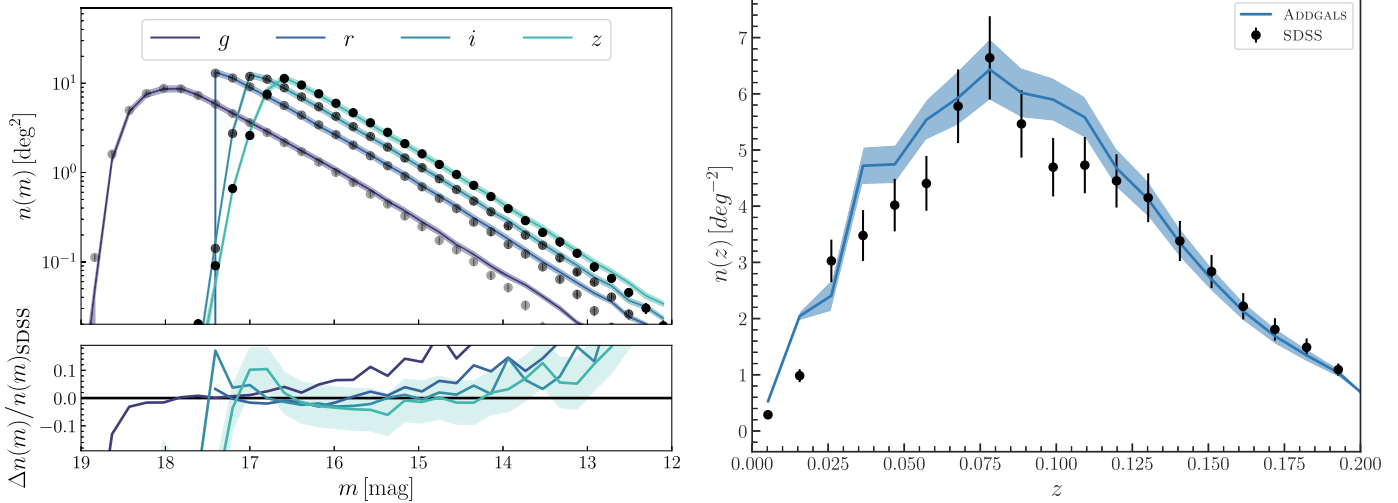 g r i z
n(m) [deg²]
10¹
10⁰
10⁻¹
Δn(m)/n(m)SDSS
0.1
0.0
−0.1
19 18 17 16 15 14 13 12
m [mag]
ADDGALS
SDSS
n(z) [deg⁻²]
7
6
5
4
3
2
1
0
0.000 0.025 0.050 0.075 0.100 0.125 0.150 0.175 0.200
z